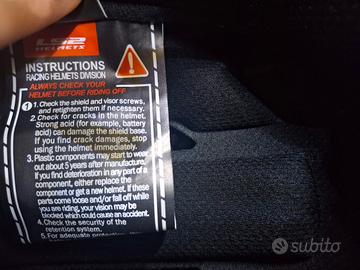 LS2
HELMETS
INSTRUCTIONS
RACING HELMETS DIVISION
ALWAYS CHECK YOUR
HELMET BEFORE RIDING OFF
1. Check the shield and visor screws,
and retighten them if necessary.
2. Check for cracks in the helmet.
Strong acid (for example, battery
acid) can damage the shield base.
If you find crack damages, stop
using the helmet immediately.
3. Plastic components may start to wear
out about 5 years after manufacture.
If you find deterioration in any part of a
component, either replace the
component or get a new helmet. If these
parts come loose and/or fall off while
you are riding, your vision may be
blocked which could cause an accident.
4. Check the security of the
retention system.
5. For adequate
subito